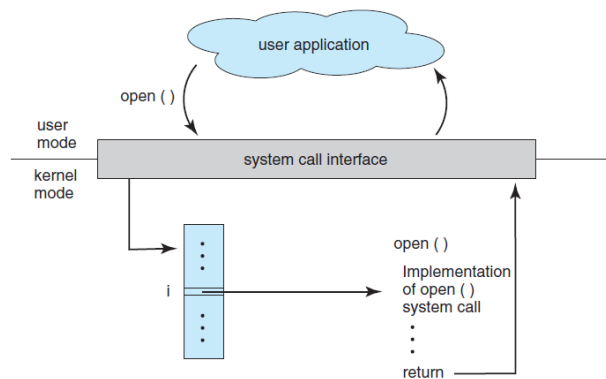 user application
open ( )
user
mode
system call interface
kernel
mode
i
open ( )
Implementation
of open ( )
system call
return